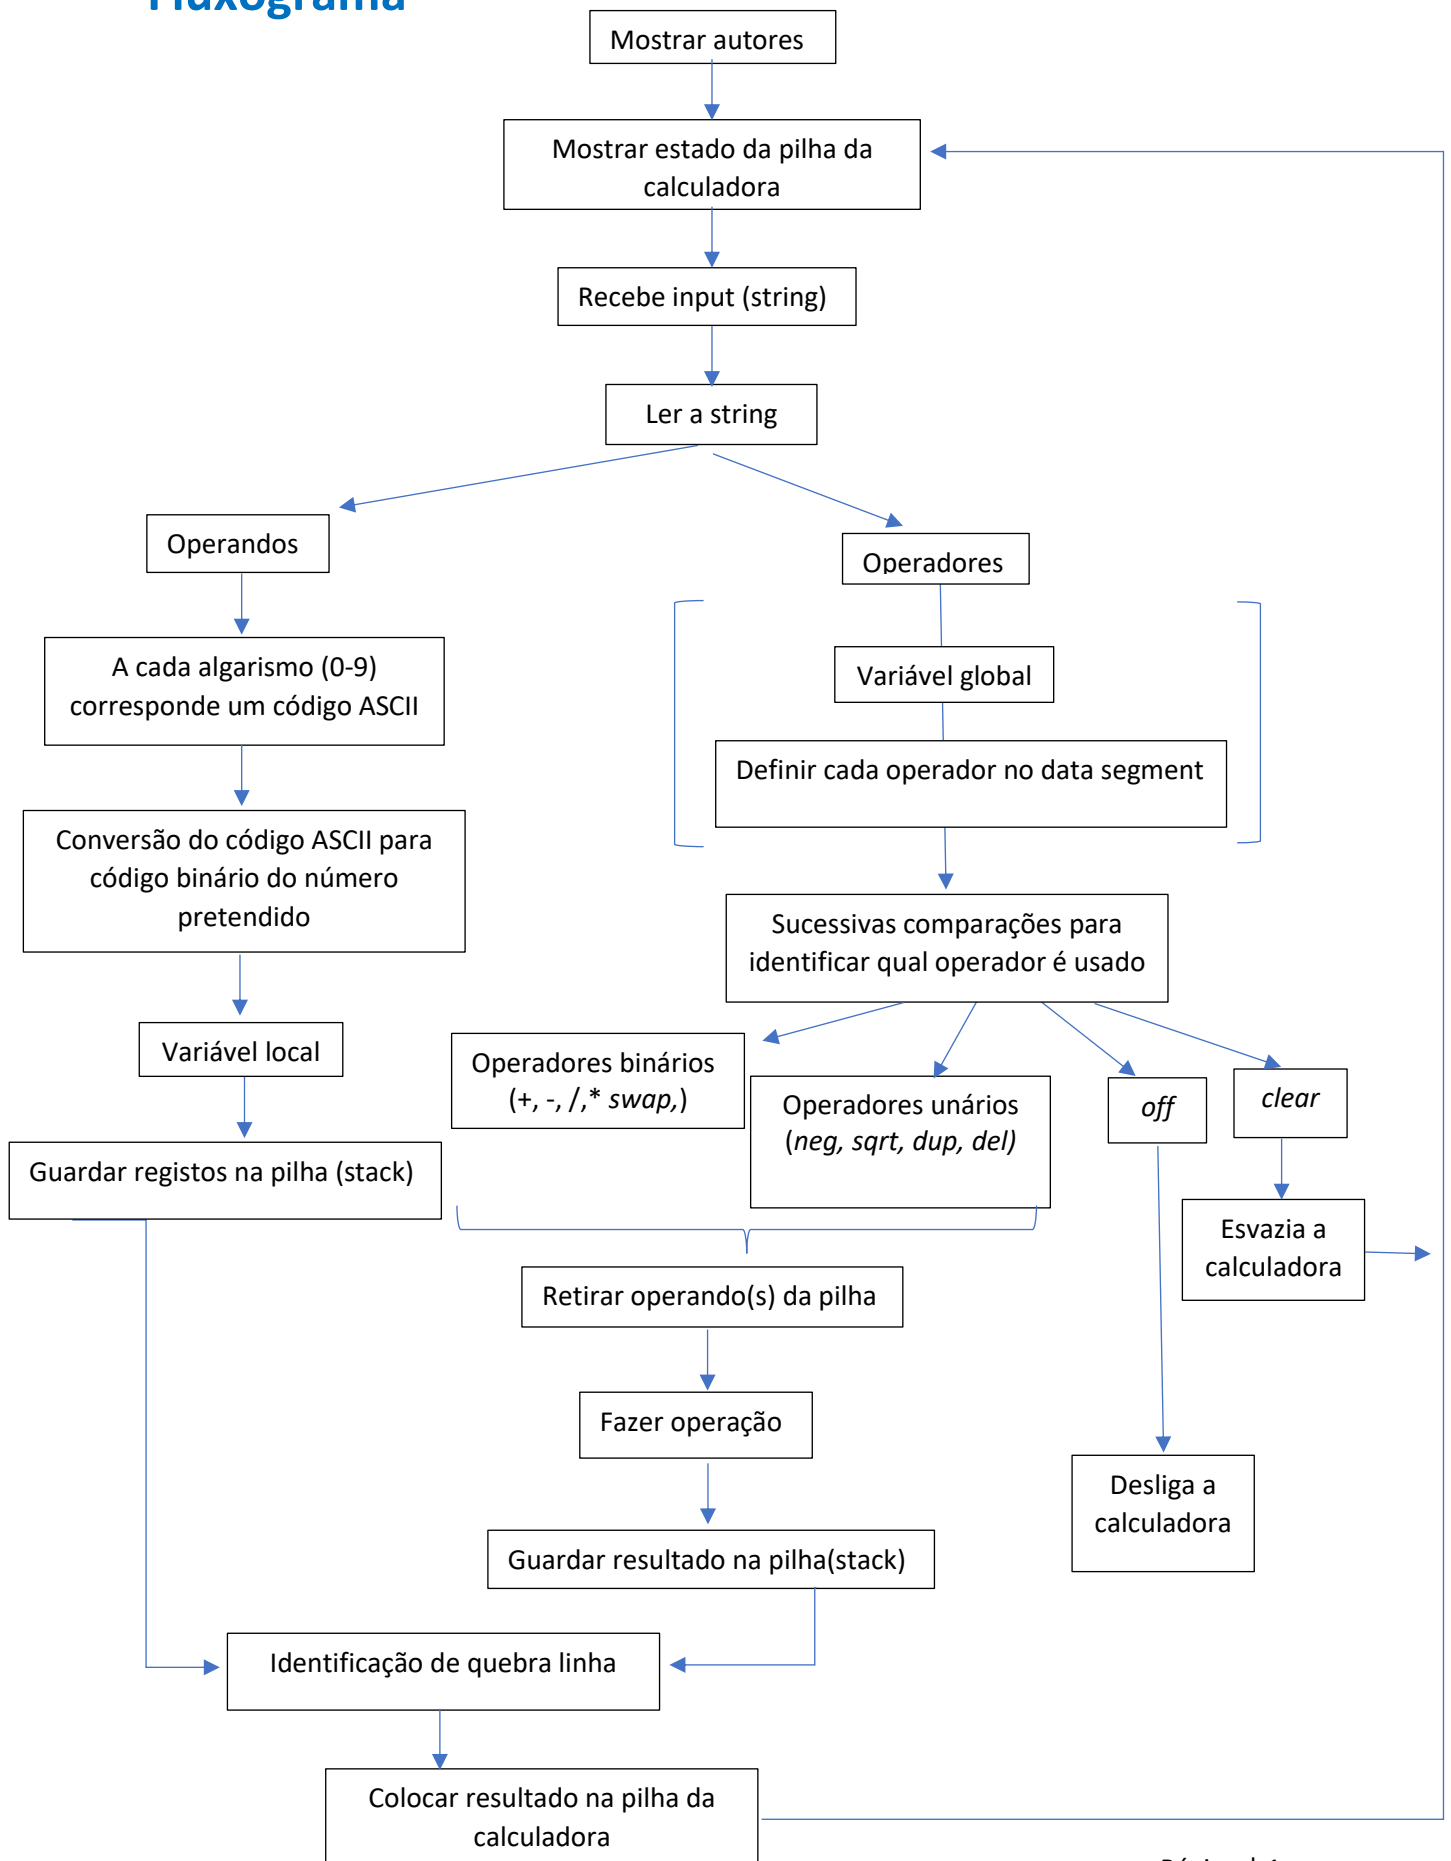 Fluxograma
Mostrar autores
Mostrar estado da pilha da
calculadora
Recebe input (string)
Ler a string
Operandos
Operadores
A cada algarismo (0-9)
corresponde um código ASCII
Variável global
Definir cada operador no data segment
Conversão do código ASCII para
código binário do número
pretendido
Sucessivas comparações para
identificar qual operador é usado
Variável local
Operadores binários
(+, -, /,* swap,)
Operadores unários
(neg, sqrt, dup, del)
off
clear
Guardar registos na pilha (stack)
Esvazia a
calculadora
Retirar operando(s) da pilha
Fazer operação
Desliga a
calculadora
Guardar resultado na pilha(stack)
Identificação de quebra linha
Colocar resultado na pilha da
calculadora